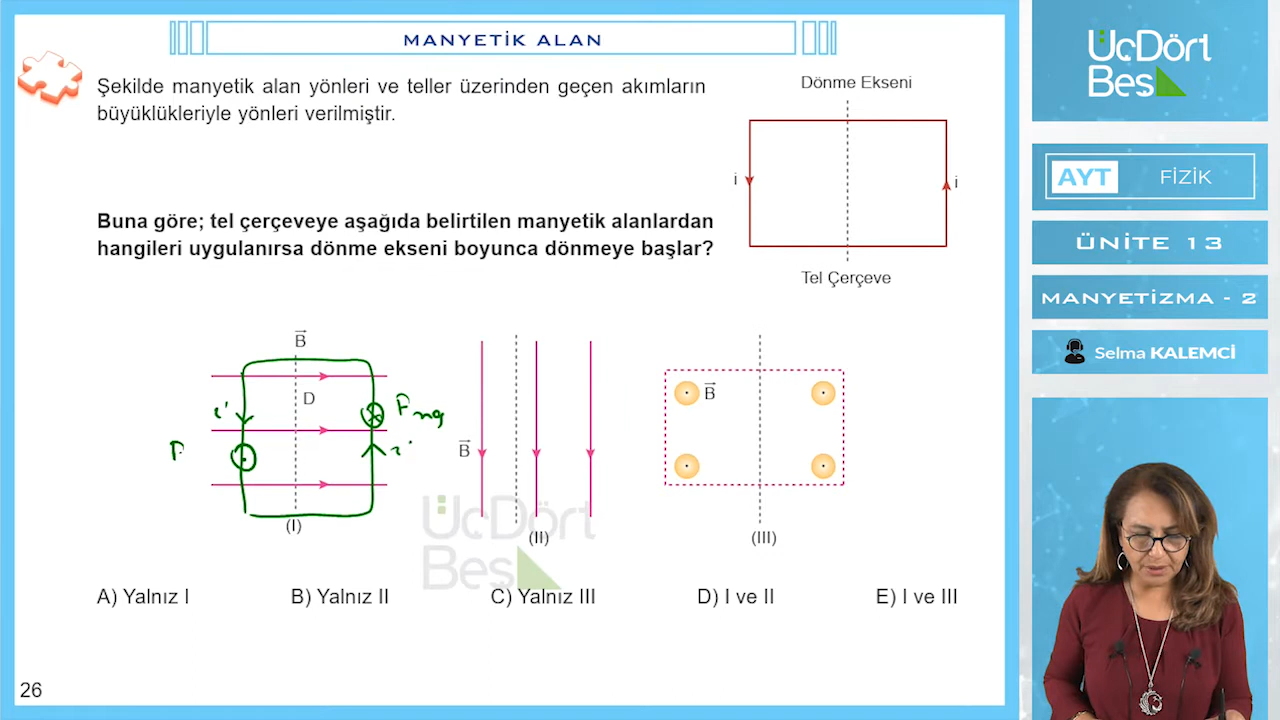 MANYETİK ALAN
Şekilde manyetik alan yönleri ve teller üzerinden geçen akımların
büyüklükleriyle yönleri verilmiştir.
Buna göre; tel çerçeveye aşağıda belirtilen manyetik alanlardan
hangileri uygulanırsa dönme ekseni boyunca dönmeye başlar?
Dönme Ekseni
i
i
Tel Çerçeve
B
D
i
Fmg
F
i
(I)
B
(II)
B
(III)
ÜçDört
Beş
A) Yalnız I
B) Yalnız II
C) Yalnız III
D) I ve II
E) I ve III
26
ÜçDört
Beş
AYT
FİZİK
ÜNİTE 13
MANYETİZMA - 2
Selma KALEMCİ